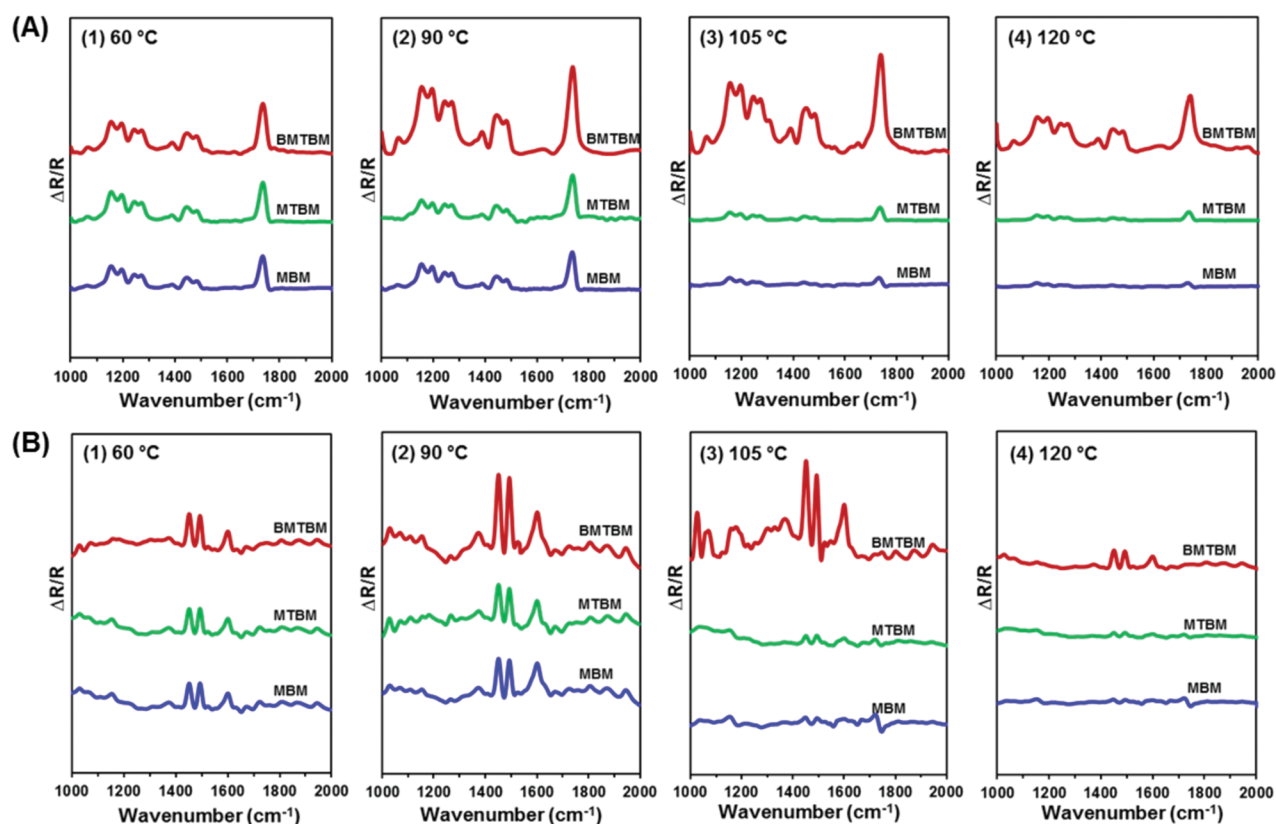 (A)
(1) 60 °C
(2) 90 °C
(3) 105 °C
(4) 120 °C
ΔR/R
BMTBM
MTBM
MBM
ΔR/R
BMTBM
MTBM
MBM
ΔR/R
BMTBM
MTBM
MBM
ΔR/R
BMTBM
MTBM
MBM
1000 1200 1400 1600 1800 2000
1000 1200 1400 1600 1800 2000
1000 1200 1400 1600 1800 2000
1000 1200 1400 1600 1800 2000
Wavenumber (cm⁻¹)
Wavenumber (cm⁻¹)
Wavenumber (cm⁻¹)
Wavenumber (cm⁻¹)
(B)
(1) 60 °C
(2) 90 °C
(3) 105 °C
(4) 120 °C
ΔR/R
BMTBM
MTBM
MBM
ΔR/R
BMTBM
MTBM
MBM
ΔR/R
BMTBM
MTBM
MBM
ΔR/R
BMTBM
MTBM
MBM
1000 1200 1400 1600 1800 2000
1000 1200 1400 1600 1800 2000
1000 1200 1400 1600 1800 2000
1000 1200 1400 1600 1800 2000
Wavenumber (cm⁻¹)
Wavenumber (cm⁻¹)
Wavenumber (cm⁻¹)
Wavenumber (cm⁻¹)